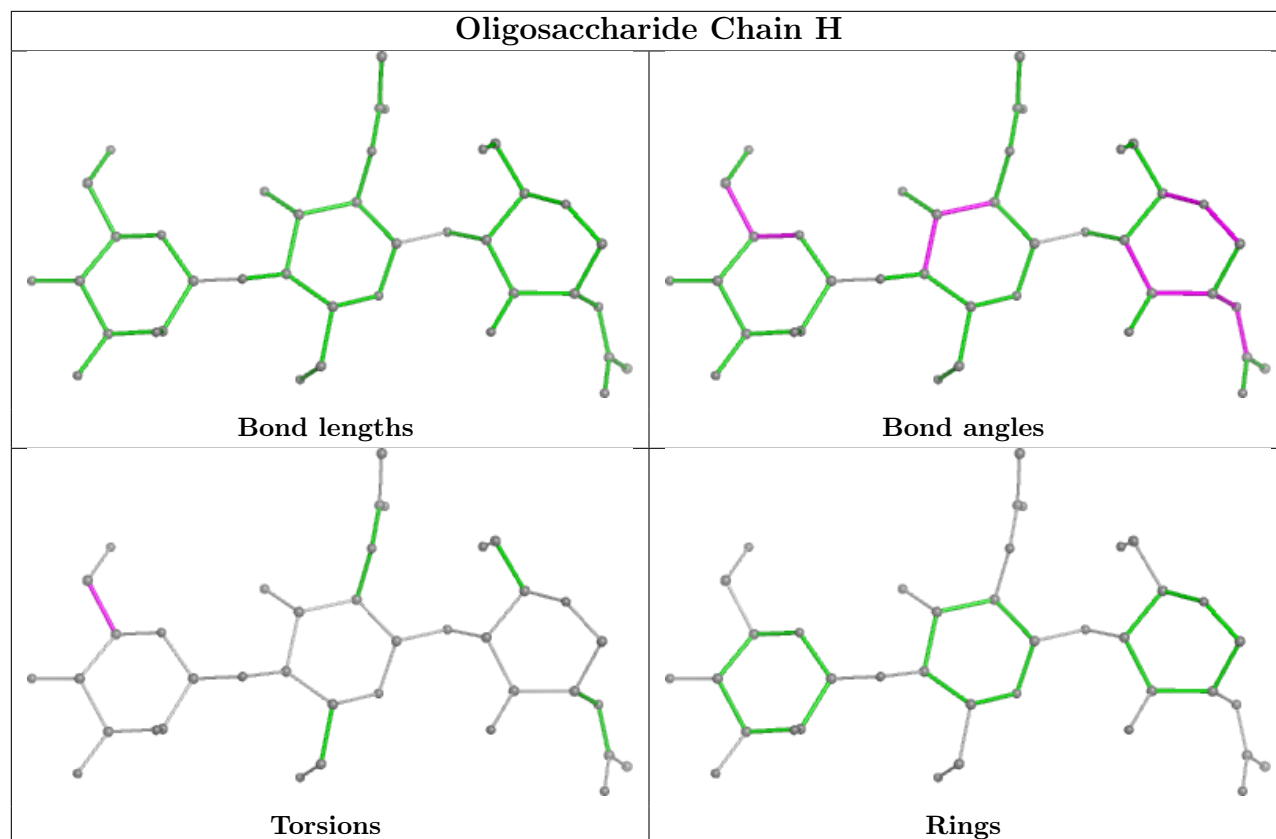 Oligosaccharide Chain H
Bond lengths
Bond angles
Torsions
Rings